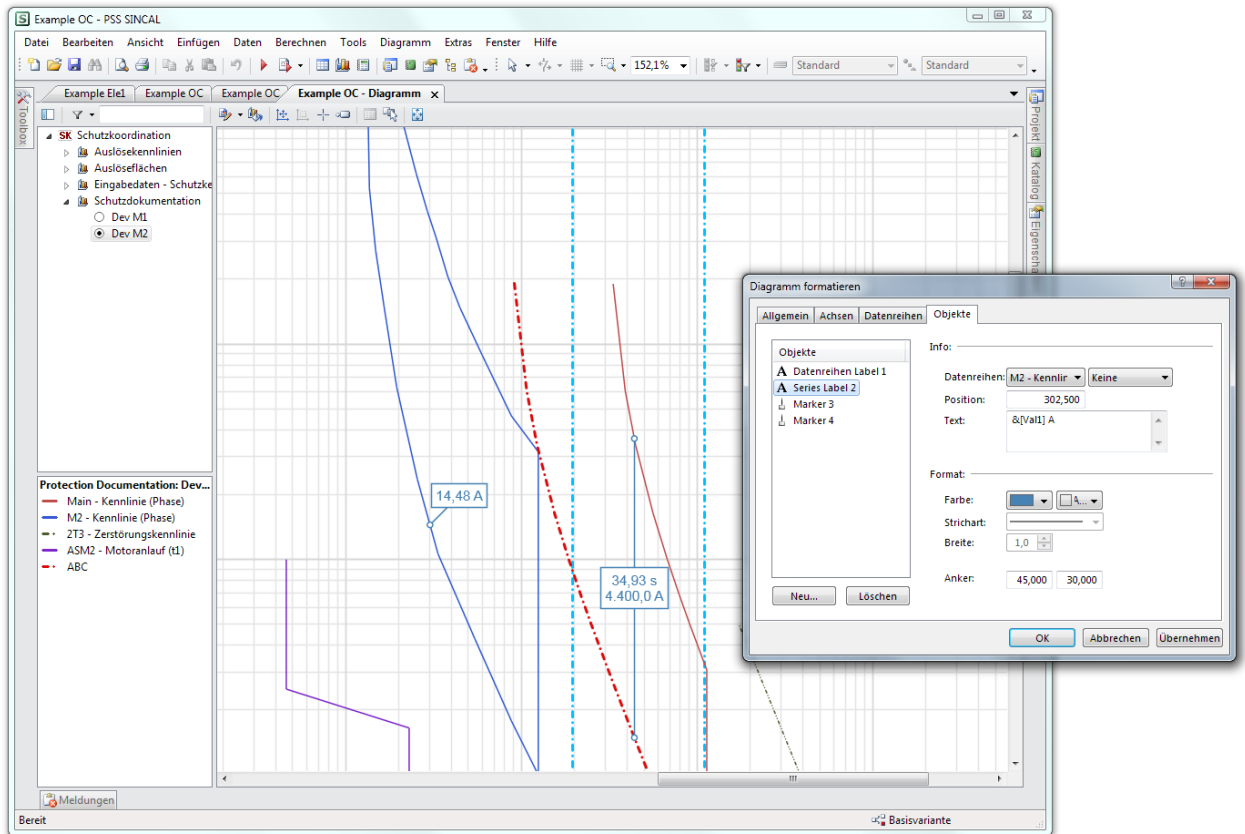 Example OC - PSS SINCAL
Datei Bearbeiten Ansicht Einfügen Daten Berechnen Tools Diagramm Extras Fenster Hilfe
152,1% Standard Standard
Example Ele1 Example OC Example OC Example OC - Diagramm x
Toolbox
Projekt
Katalog
Eigenscha
SK Schutzkoordination
Auslösekennlinien
Auslöseflächen
Eingabedaten - Schutzke
Schutzdokumentation
Dev M1
Dev M2
Protection Documentation: Dev...
Main - Kennlinie (Phase)
M2 - Kennlinie (Phase)
2T3 - Zerstörungskennlinie
ASM2 - Motoranlauf (t1)
ABC
14,48 A
34,93 s
4.400,0 A
Diagramm formatieren
Allgemein Achsen Datenreihen Objekte
Objekte
A Datenreihen Label 1
A Series Label 2
Marker 3
Marker 4
Neu... Löschen
Info:
Datenreihen: M2 - Kennlir Keine
Position: 302,500
Text: &[Val1] A
Format:
Farbe: A...
Strichart:
Breite: 1,0
Anker: 45,000 30,000
OK Abbrechen Übernehmen
Meldungen
Bereit Basisvariante